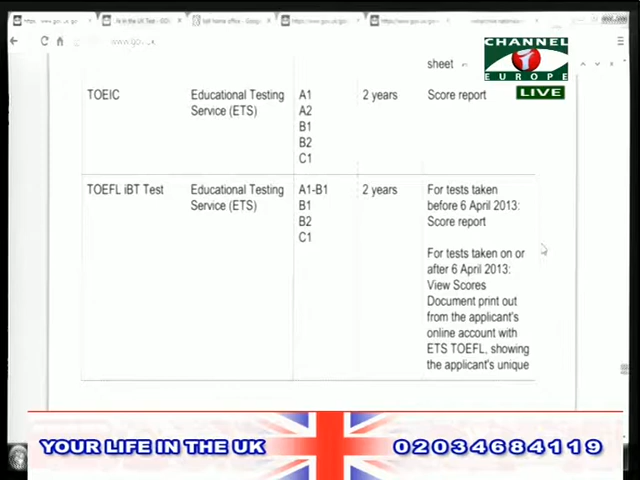 www.gov.uk
CHANNEL
i
EUROPE
LIVE
sheet
TOEIC
Educational Testing
Service (ETS)
A1
A2
B1
B2
C1
2 years
Score report
TOEFL iBT Test
Educational Testing
Service (ETS)
A1-B1
B1
B2
C1
2 years
For tests taken
before 6 April 2013:
Score report
For tests taken on or
after 6 April 2013:
View Scores
Document print out
from the applicant's
online account with
ETS TOEFL, showing
the applicant's unique
YOUR LIFE IN THE UK
02034684119